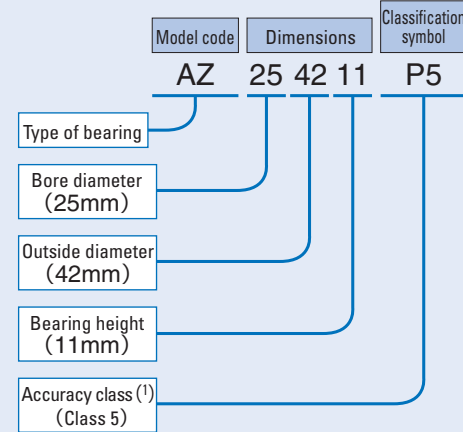 Model code Dimensions Classification symbol
AZ 25 42 11 P5
Type of bearing
Bore diameter
(25mm)
Outside diameter
(42mm)
Bearing height
(11mm)
Accuracy class (1)
(Class 5)